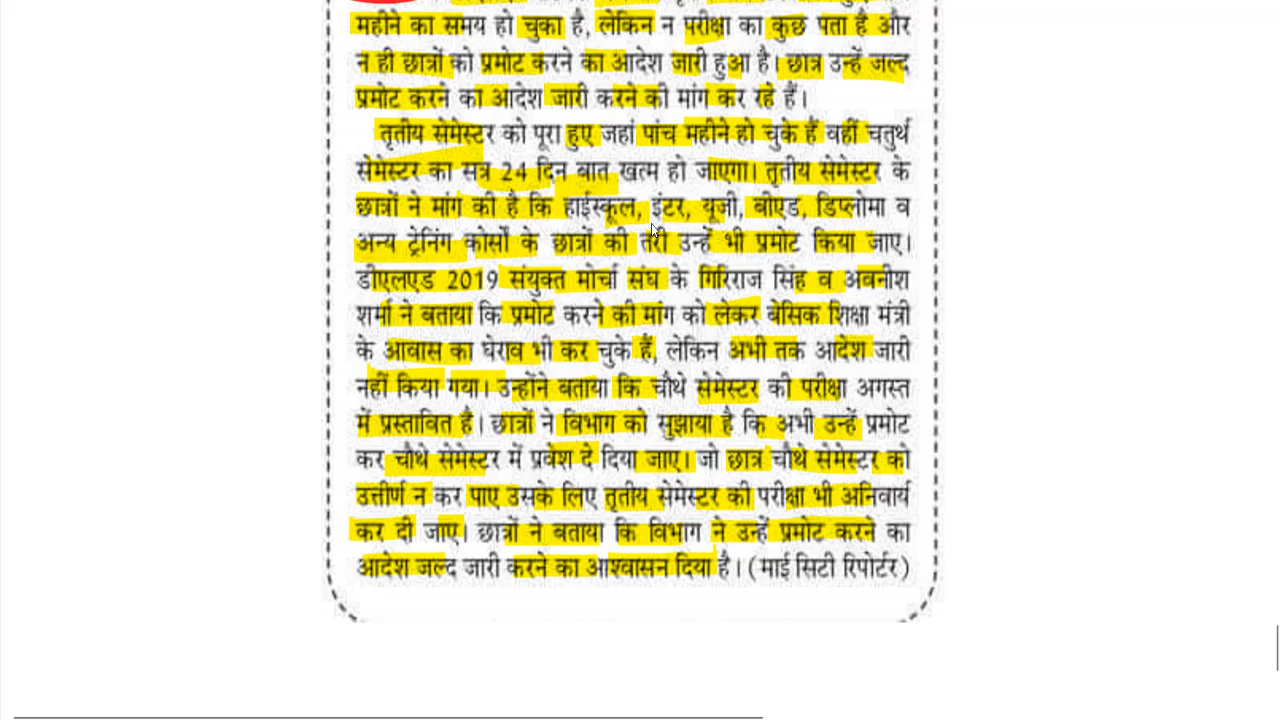 महीने का समय हो चुका है, लेकिन न परीक्षा का कुछ पता है और
न ही छात्रों को प्रमोट करने का आदेश जारी हुआ है। छात्र उन्हें जल्द
प्रमोट करने का आदेश जारी करने की मांग कर रहे हैं।
तृतीय सेमेस्टर को पूरा हुए जहां पांच महीने हो चुके हैं वहीं चतुर्थ
सेमेस्टर का सत्र 24 दिन बात खत्म हो जाएगा। तृतीय सेमेस्टर के
छात्रों ने मांग की है कि हाईस्कूल, इंटर, यूजी, बीएड, डिप्लोमा व
अन्य ट्रेनिंग कोर्सों के छात्रों की तरी उन्हें भी प्रमोट किया जाए।
डीएलएड 2019 संयुक्त मोर्चा संघ के गिरिराज सिंह व अवनीश
शर्मा ने बताया कि प्रमोट करने की मांग को लेकर बेसिक शिक्षा मंत्री
के आवास का घेराव भी कर चुके हैं, लेकिन अभी तक आदेश जारी
नहीं किया गया। उन्होंने बताया कि चौथे सेमेस्टर की परीक्षा अगस्त
में प्रस्तावित है। छात्रों ने विभाग को सुझाया है कि अभी उन्हें प्रमोट
कर चौथे सेमेस्टर में प्रवेश दे दिया जाए। जो छात्र चौथे सेमेस्टर को
उत्तीर्ण न कर पाए उसके लिए तृतीय सेमेस्टर की परीक्षा भी अनिवार्य
कर दी जाए। छात्रों ने बताया कि विभाग ने उन्हें प्रमोट करने का
आदेश जल्द जारी करने का आश्वासन दिया है। (माई सिटी रिपोर्टर)